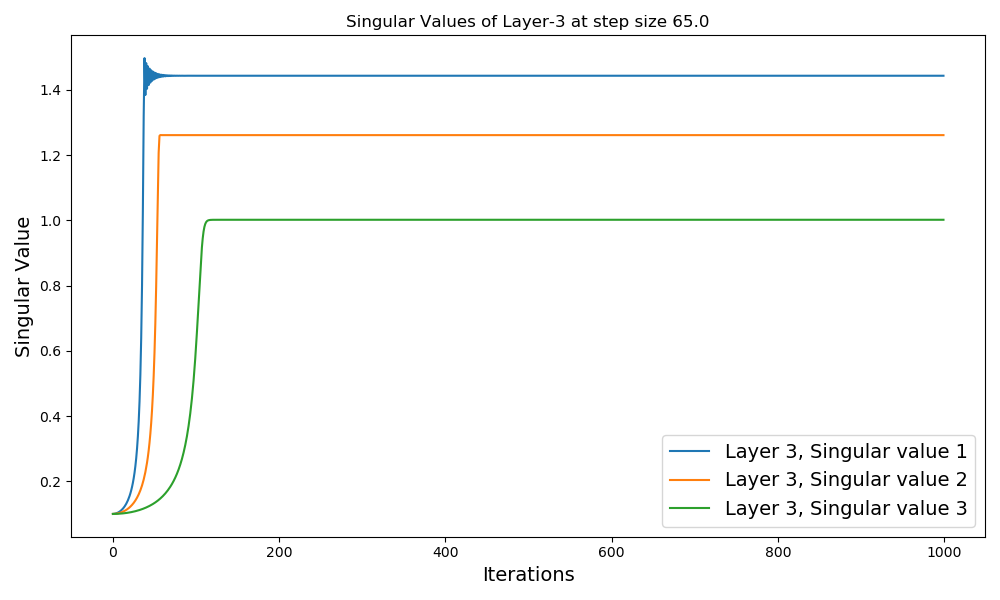 Singular Values of Layer-3 at step size 65.0
Singular Value
1.4
1.2
1.0
0.8
0.6
0.4
0.2
Layer 3, Singular value 1
Layer 3, Singular value 2
Layer 3, Singular value 3
0 200 400 600 800 1000
Iterations